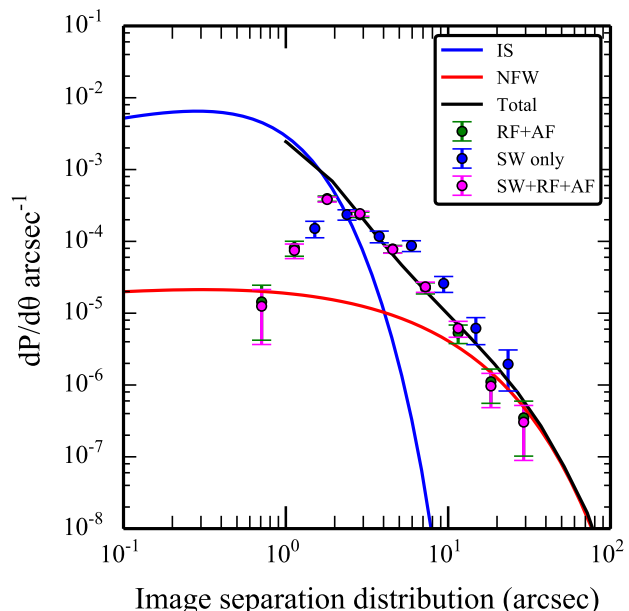 10⁻²
10⁻³
10⁻⁴
10⁻⁵
10⁻⁶
10⁻⁷
10⁻⁸
10⁻¹
dP/dθ arcsec⁻¹
IS
NFW
Total
RF+AF
SW only
SW+RF+AF
10⁻¹ 10⁰ 10¹ 10²
Image separation distribution (arcsec)